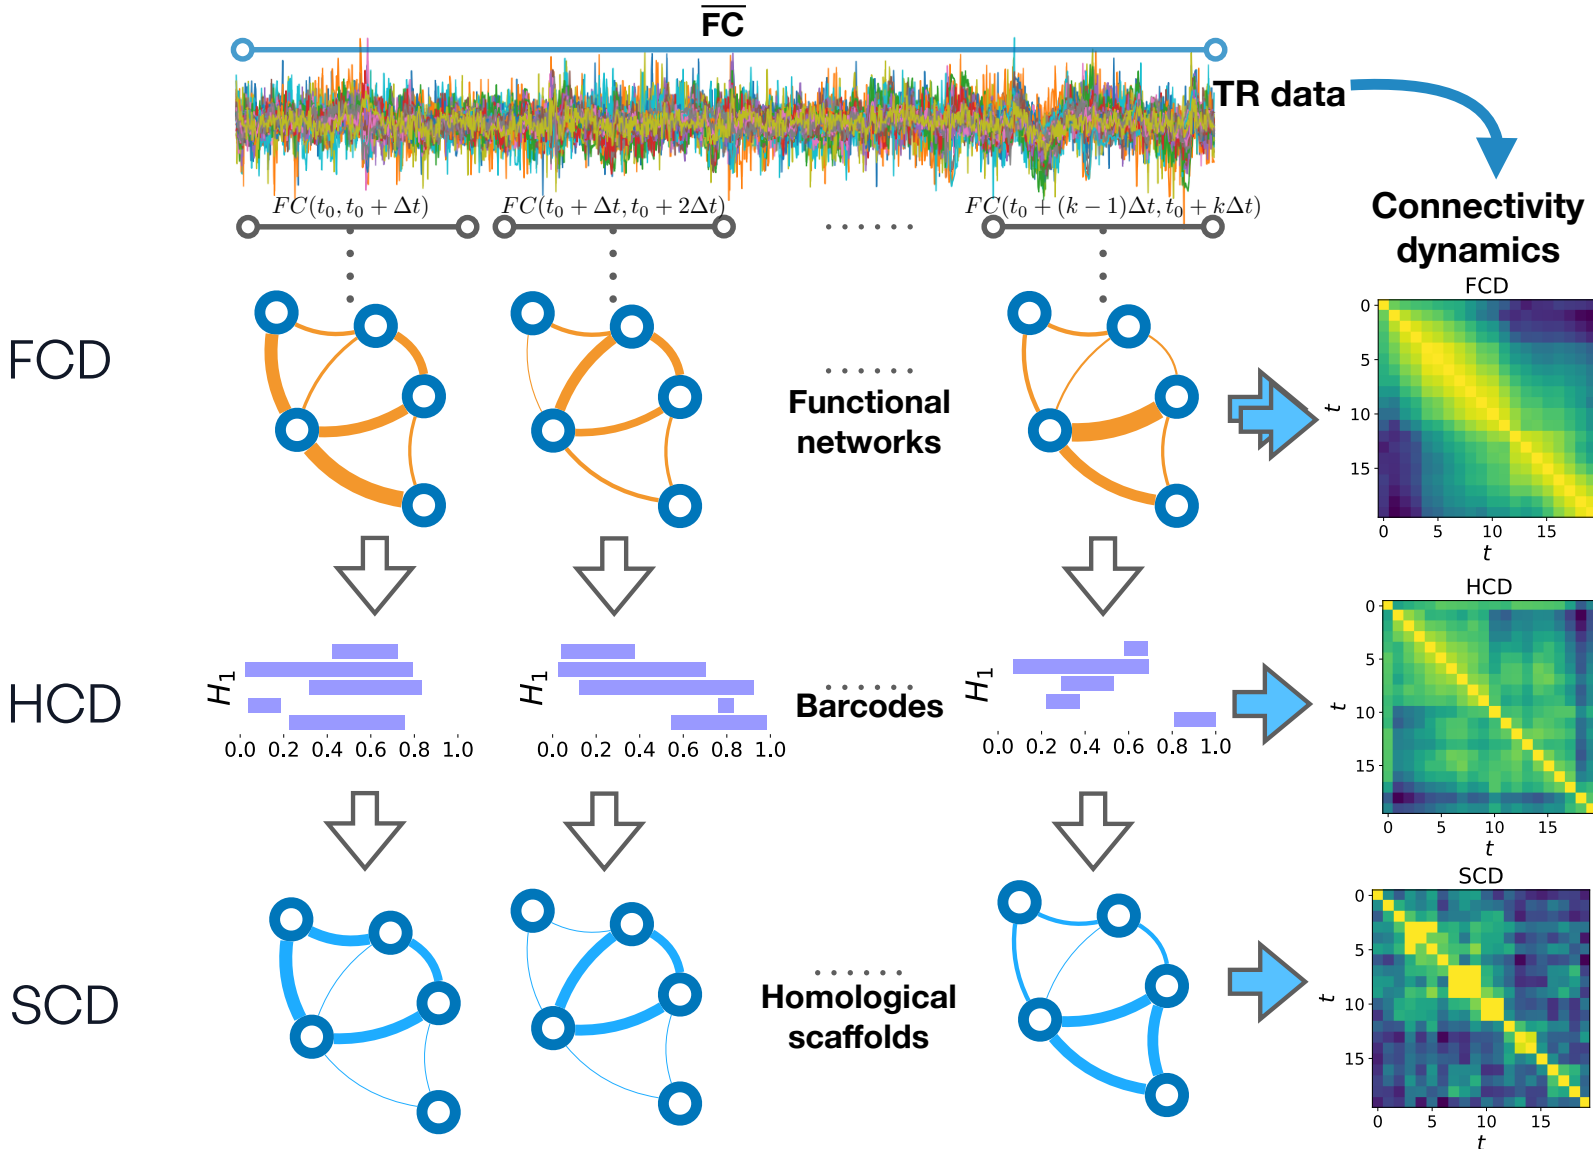 FC
TR data
FC(t₀, t₀ + Δt)
FC(t₀ + Δt, t₀ + 2Δt)
FC(t₀ + (k − 1)Δt, t₀ + kΔt)
Connectivity
dynamics
FCD
Functional
networks
FCD
0
5
10
15
t
0 5 10 15
t
HCD
H₁
0.0 0.2 0.4 0.6 0.8 1.0
H₁
0.0 0.2 0.4 0.6 0.8 1.0
Barcodes
H₁
0.0 0.2 0.4 0.6 0.8 1.0
HCD
0
5
10
15
t
0 5 10 15
t
SCD
Homological
scaffolds
SCD
0
5
10
15
t
0 5 10 15
t